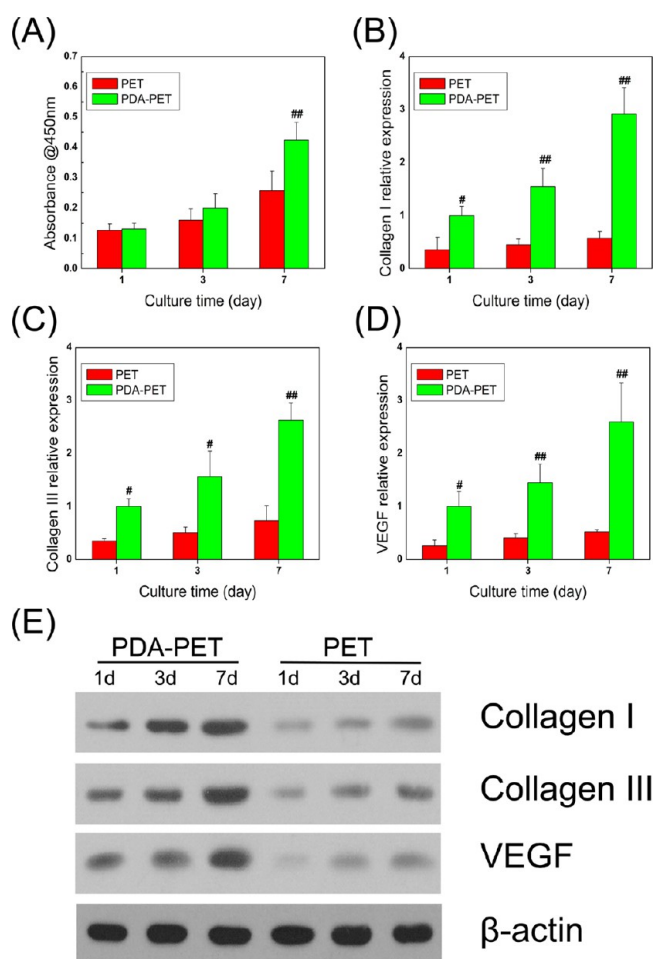 (A)
0.7
0.6
0.5
0.4
0.3
0.2
0.1
0.0
Absorbance @450nm
PET
PDA-PET
##
1 3 7
Culture time (day)
(B)
4
3
2
1
0
Collagen I relative expression
PET
PDA-PET
# ## ##
1 3 7
Culture time (day)
(C)
4
3
2
1
0
Collagen III relative expression
PET
PDA-PET
# # ##
1 3 7
Culture time (day)
(D)
4
3
2
1
0
VEGF relative expression
PET
PDA-PET
# ## ##
1 3 7
Culture time (day)
(E)
PDA-PET PET
1d 3d 7d 1d 3d 7d
Collagen I
Collagen III
VEGF
β-actin